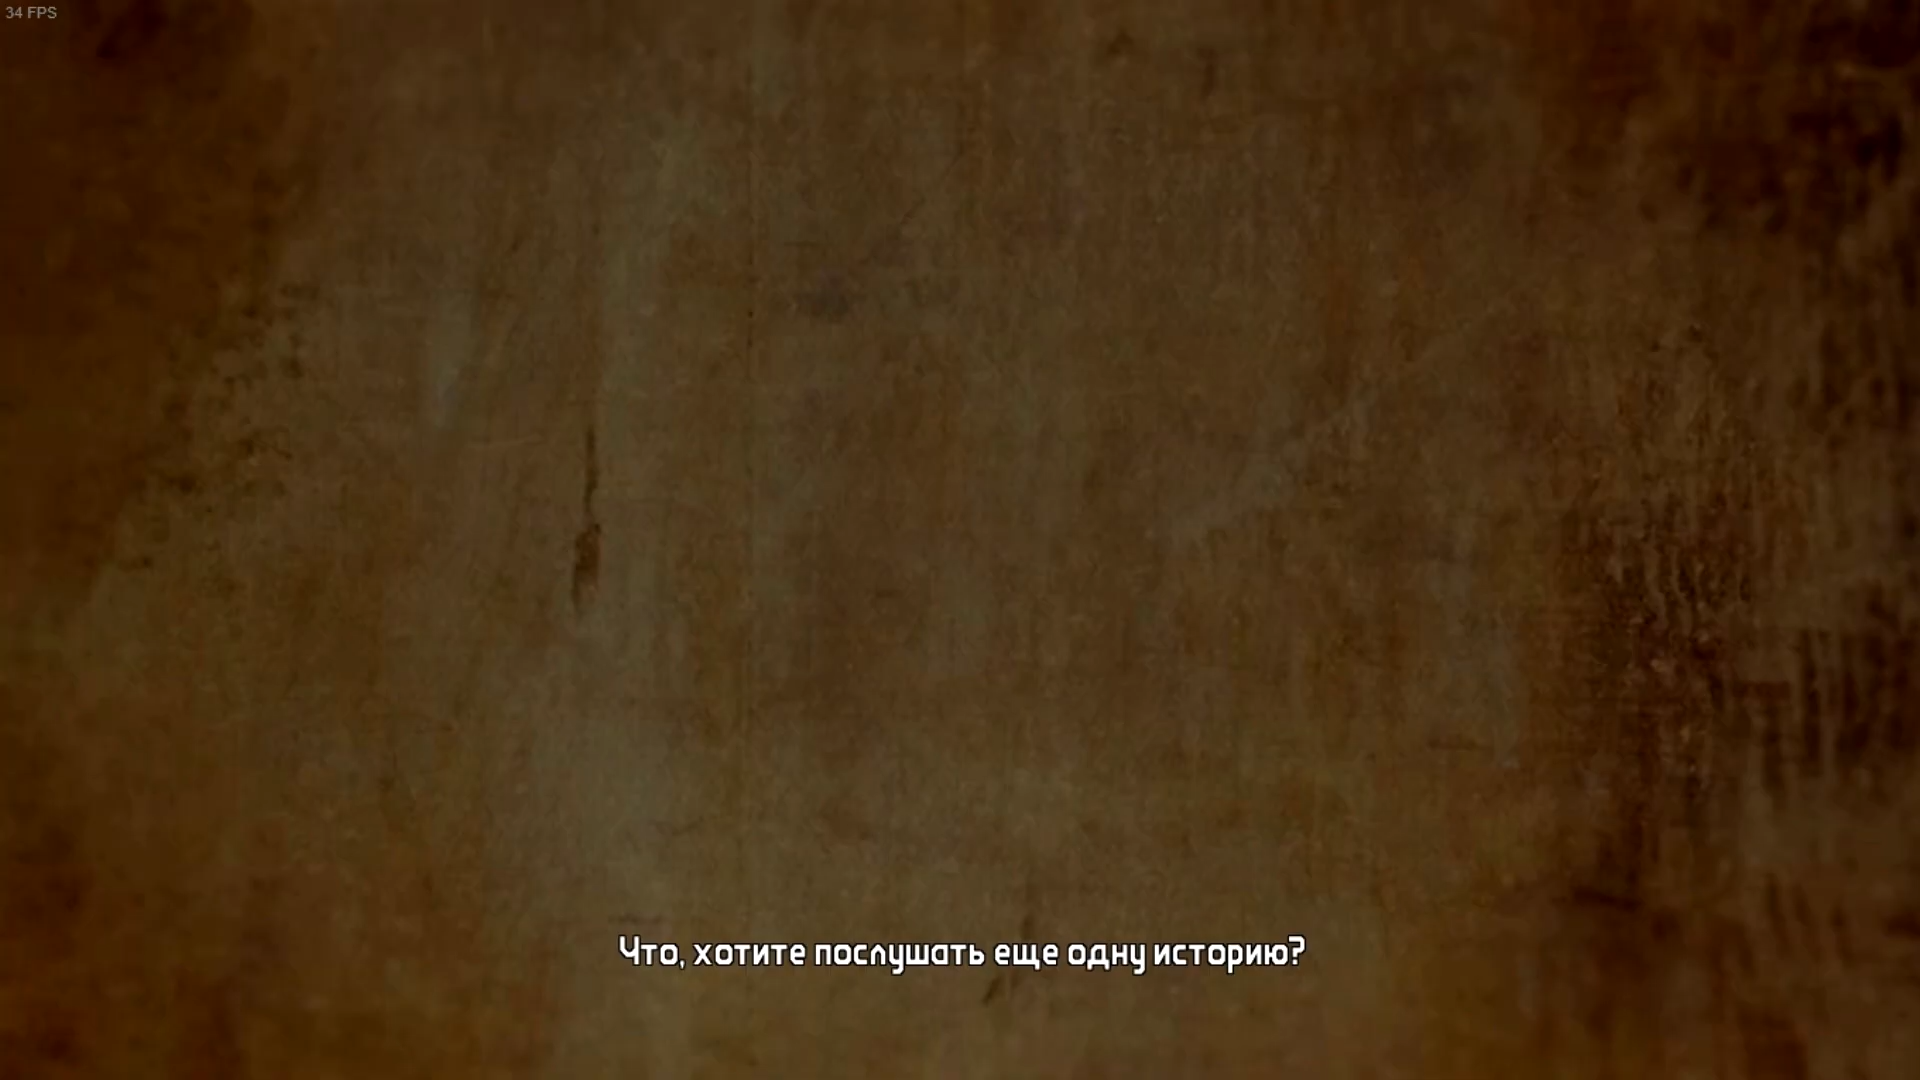 34 FPS
Что, хотите послушать еще одну историю?